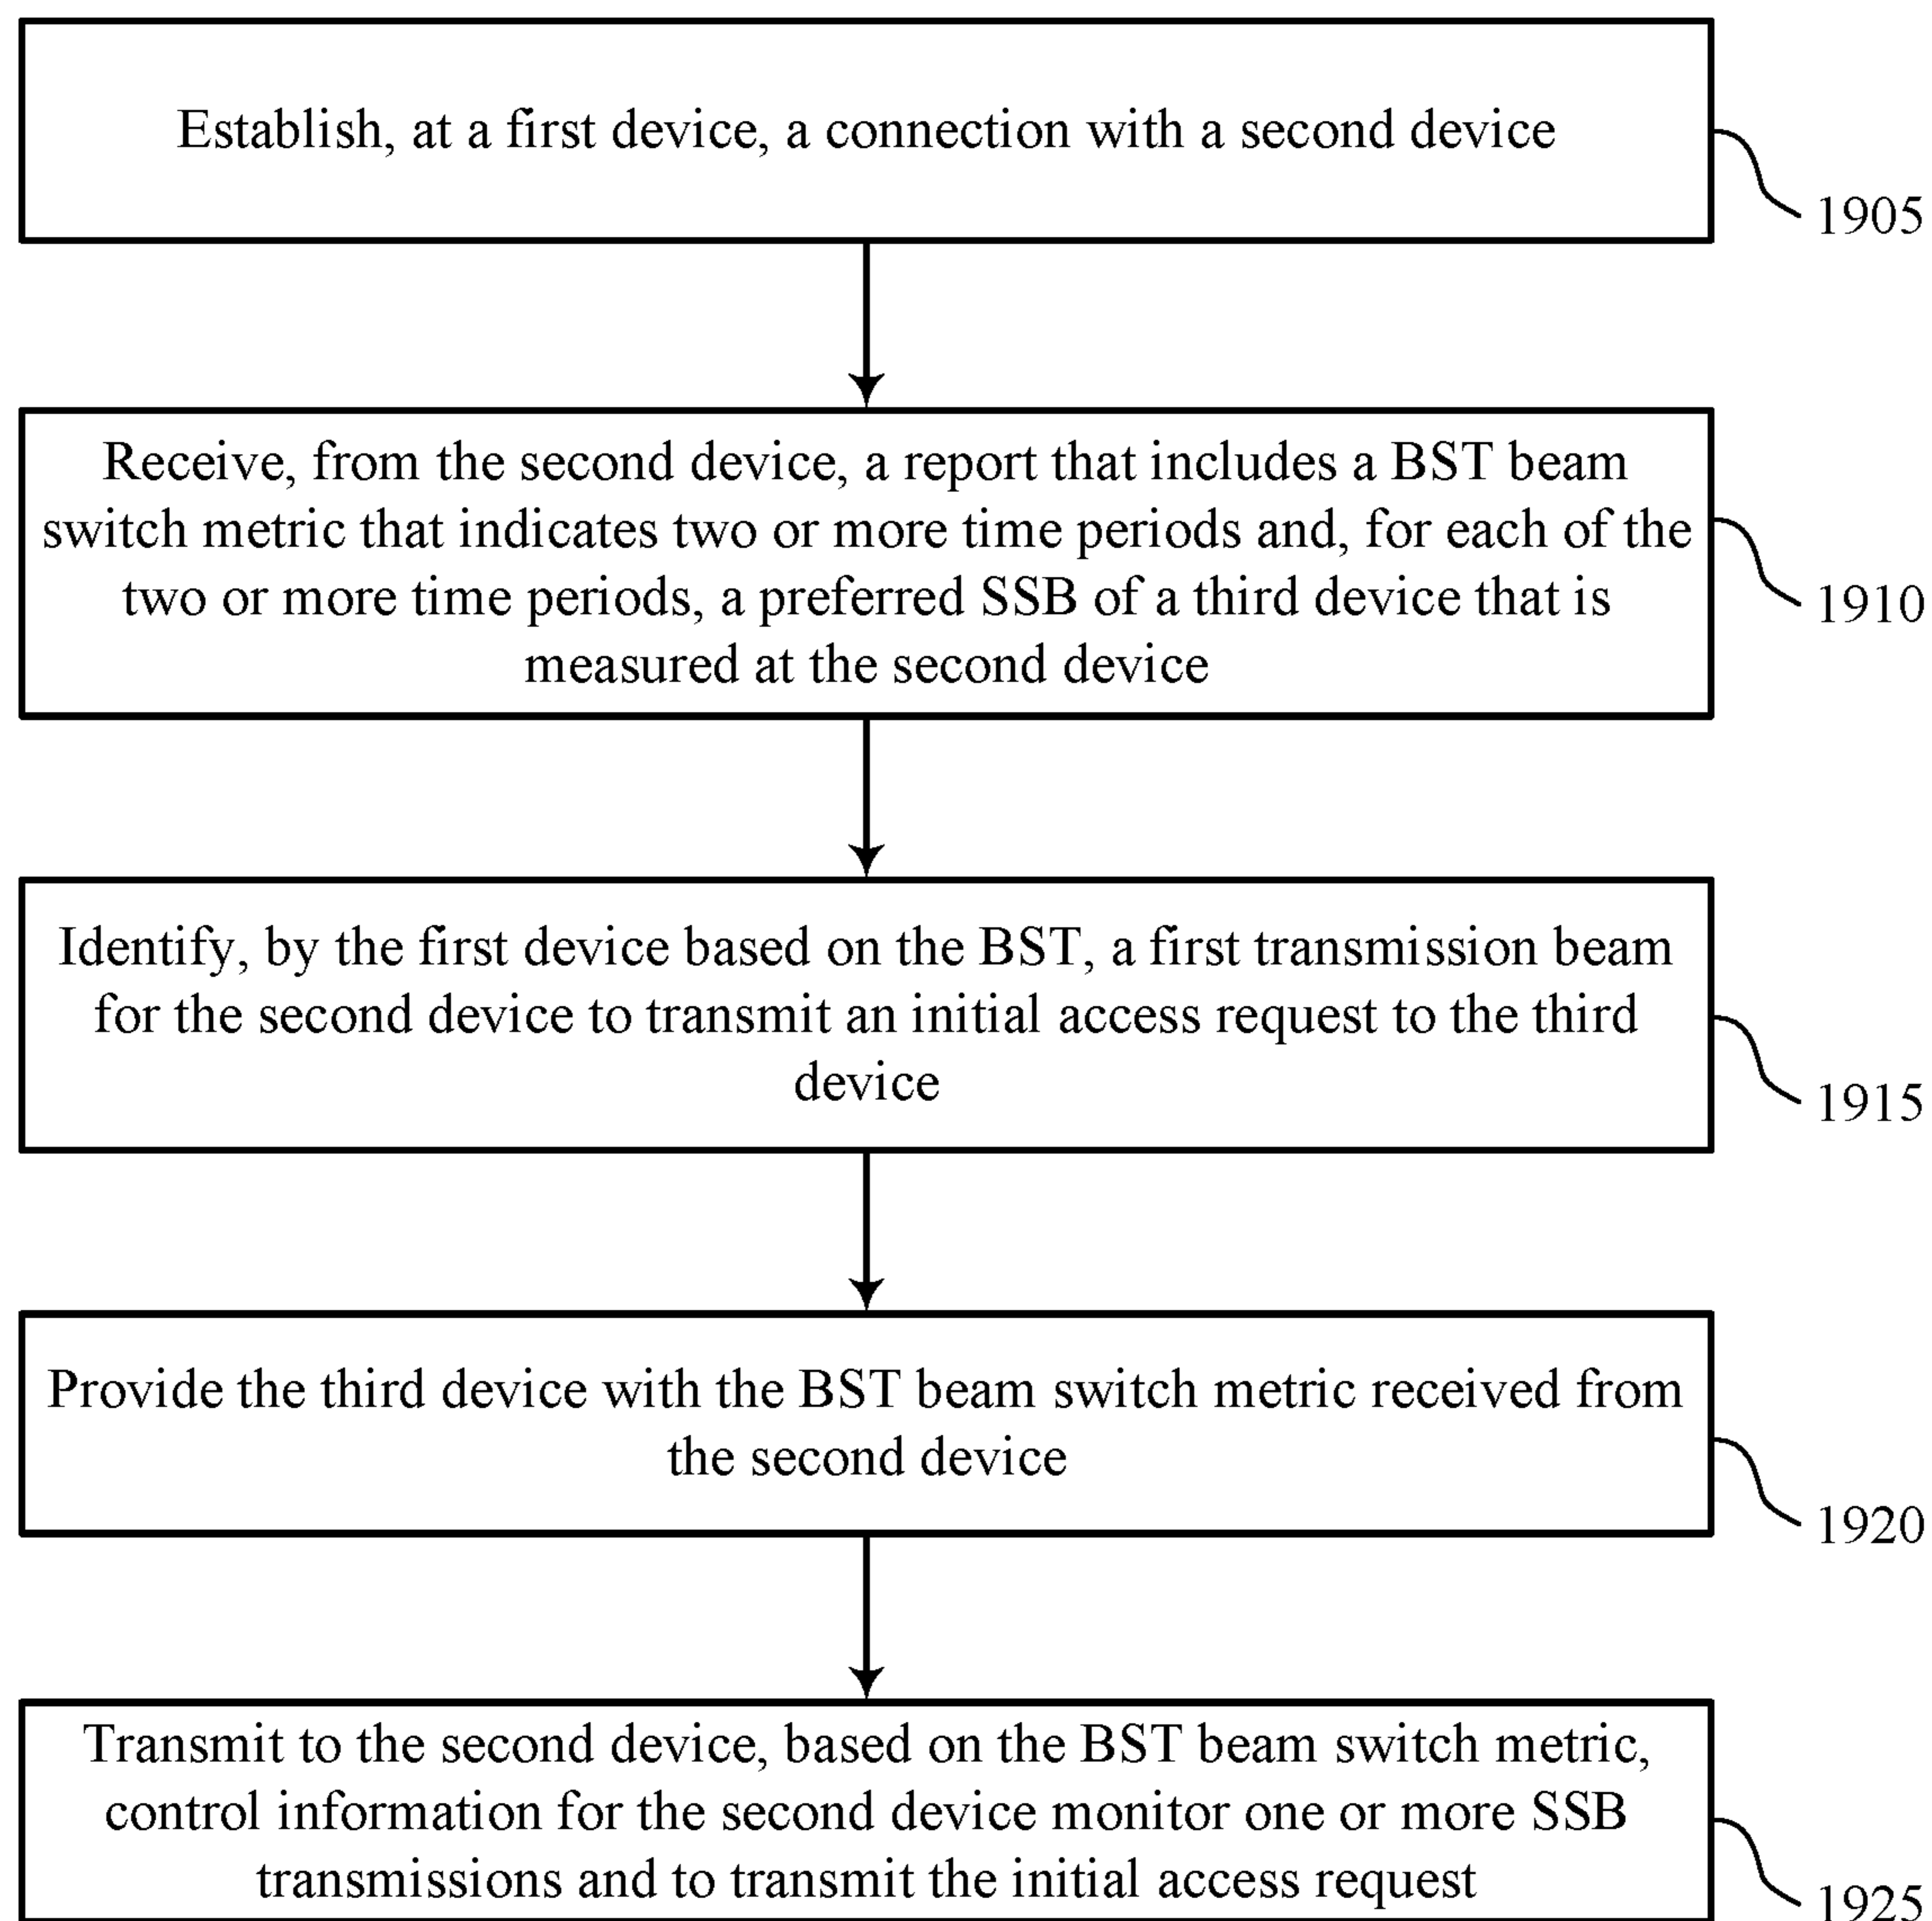 Establish, at a first device, a connection with a second device
1905
Receive, from the second device, a report that includes a BST beam
switch metric that indicates two or more time periods and, for each of the
two or more time periods, a preferred SSB of a third device that is
measured at the second device
1910
Identify, by the first device based on the BST, a first transmission beam
for the second device to transmit an initial access request to the third
device
1915
Provide the third device with the BST beam switch metric received from
the second device
1920
Transmit to the second device, based on the BST beam switch metric,
control information for the second device monitor one or more SSB
transmissions and to transmit the initial access request
1925